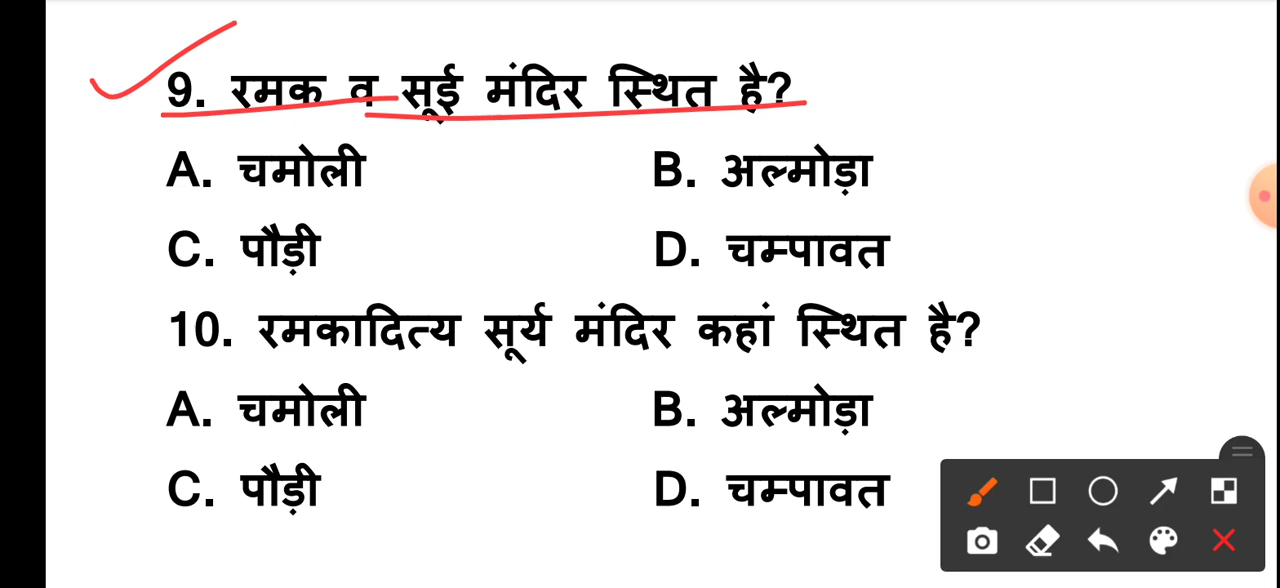 9. रमक व सूई मंदिर स्थित है?
A. चमोली B. अल्मोड़ा
C. पौड़ी D. चम्पावत
10. रमकादित्य सूर्य मंदिर कहां स्थित है?
A. चमोली B. अल्मोड़ा
C. पौड़ी D. चम्पावत